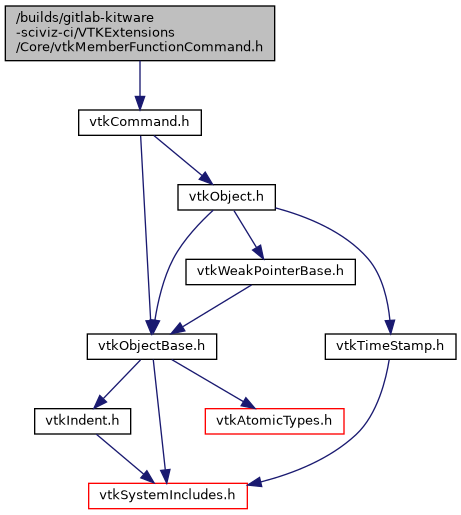 /builds/gitlab-kitware
-sciviz-ci/VTKExtensions
/Core/vtkMemberFunctionCommand.h
vtkCommand.h
vtkObject.h
vtkWeakPointerBase.h
vtkObjectBase.h
vtkTimeStamp.h
vtkIndent.h
vtkAtomicTypes.h
vtkSystemIncludes.h